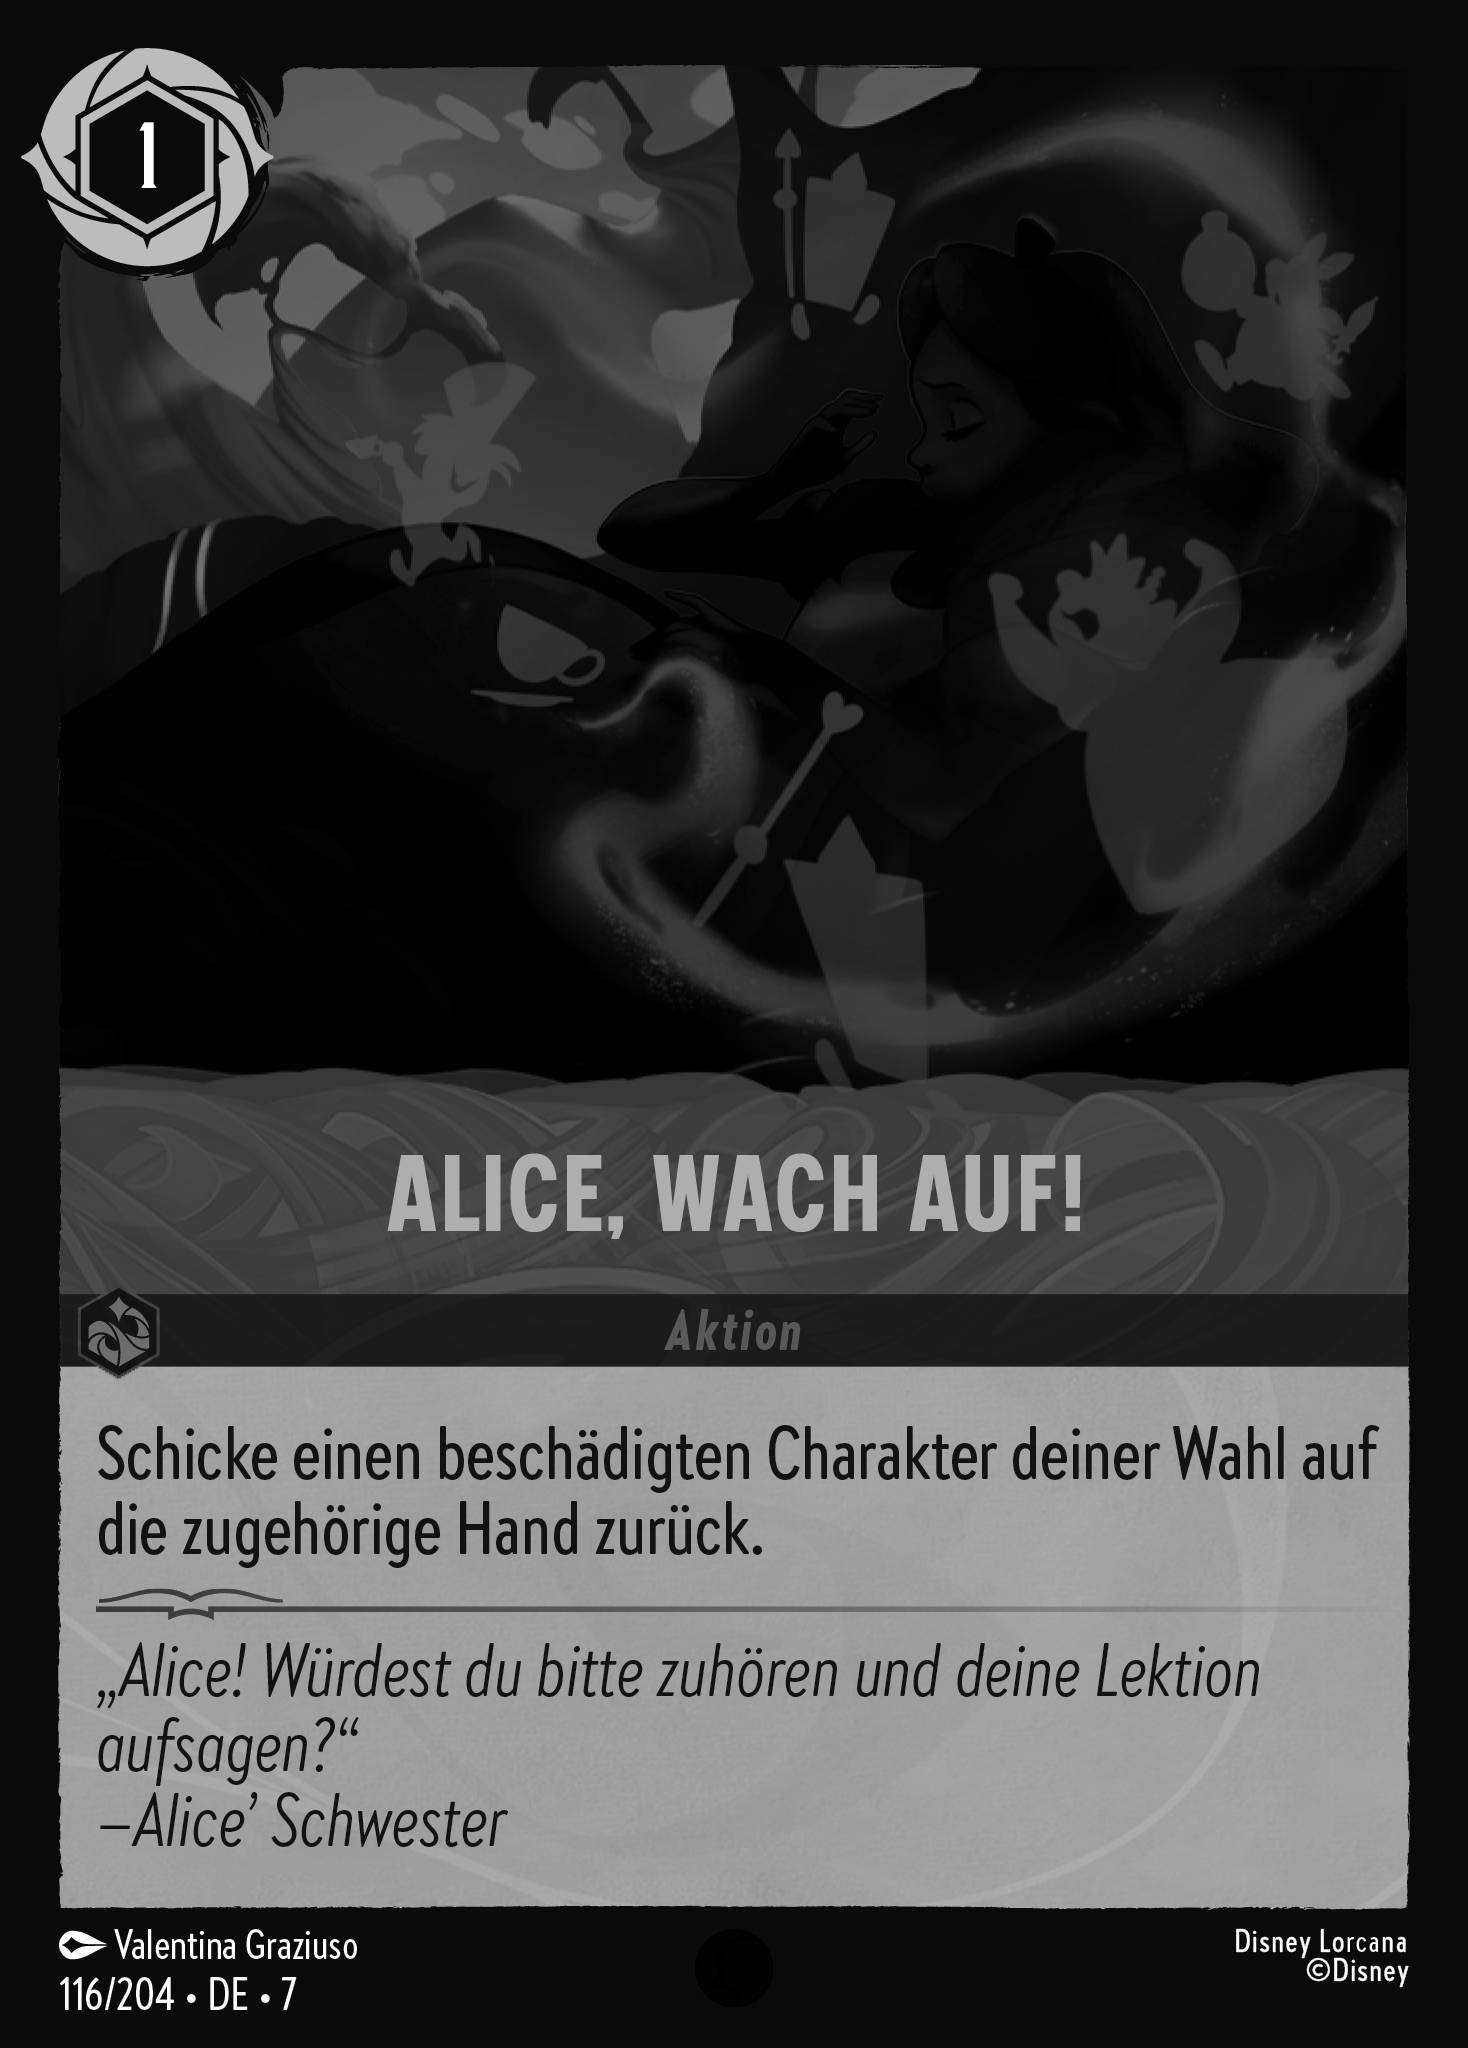 1
ALICE, WACH AUF!
Aktion
Schicke einen beschädigten Charakter deiner Wahl auf
die zugehörige Hand zurück.
„Alice! Würdest du bitte zuhören und deine Lektion
aufsagen?“
–Alice’ Schwester
Valentina Graziuso
Disney Lorcana
116/204 • DE • 7
©Disney